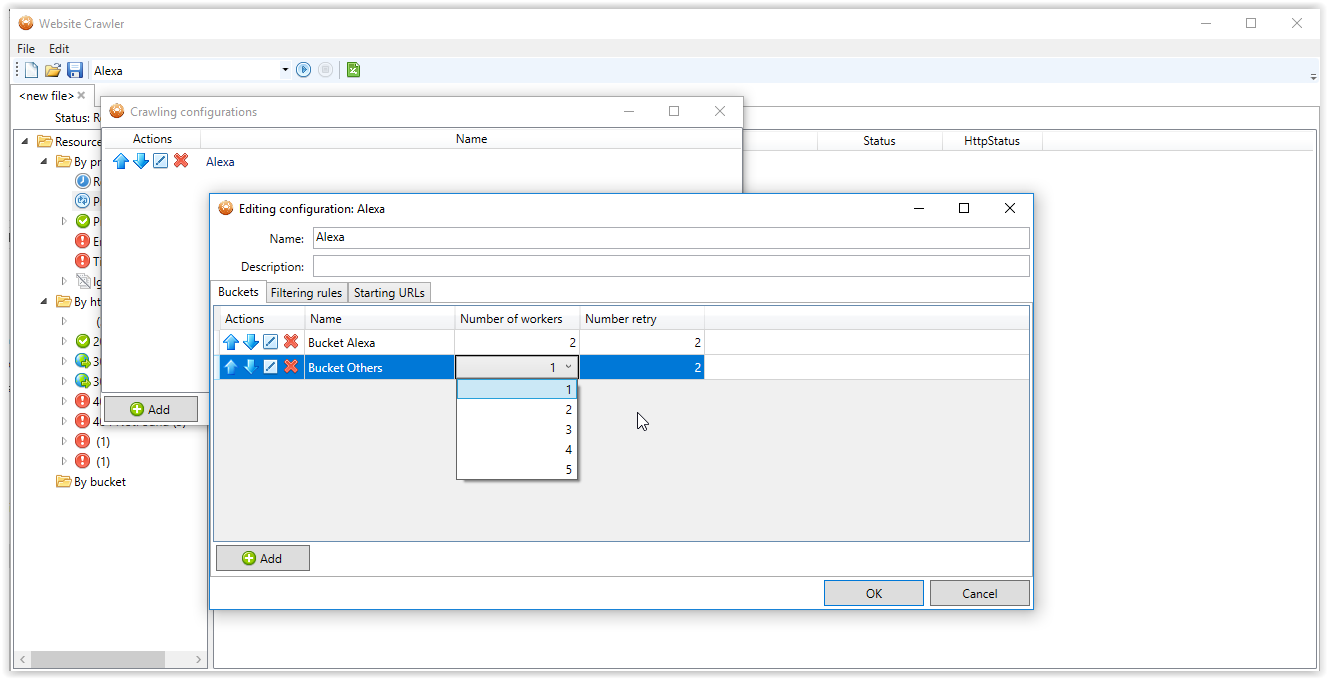 Website Crawler
File Edit
Alexa
<new file>
Status: R
Resource
By pr
R
P
P
Er
Ti
Ig
By ht
(
20
30
30
40
(1)
(1)
By bucket
Status HttpStatus
Crawling configurations
Actions Name
Alexa
Add
Editing configuration: Alexa
Name: Alexa
Description:
Buckets Filtering rules Starting URLs
Actions Name Number of workers Number retry
Bucket Alexa 2 2
Bucket Others 1 2
1
2
3
4
5
Add
OK Cancel